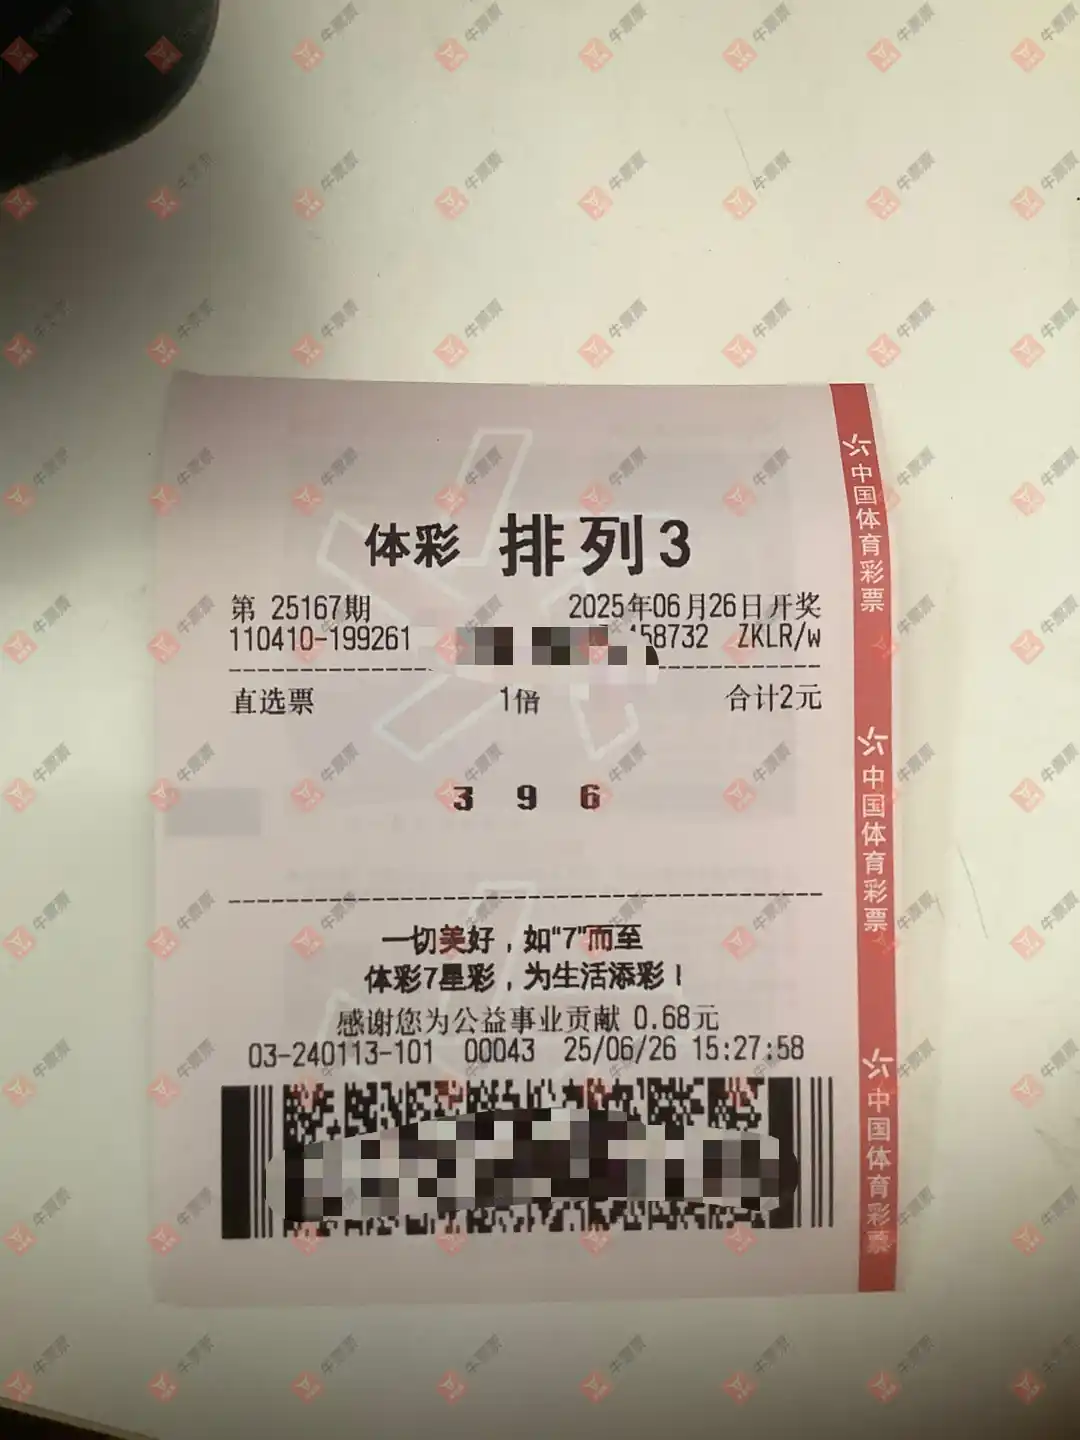 体彩 排列3
第 25167期 2025年06月26日开奖
110410-199261 458732 ZKLR/w
直选票 1倍 合计2元
3 9 6
一切美好，如“7”而至
体彩7星彩，为生活添彩！
感谢您为公益事业贡献 0.68元
03-240113-101 00043 25/06/26 15:27:58
中国体育彩票
中国体育彩票
中国体育彩票
牛票票